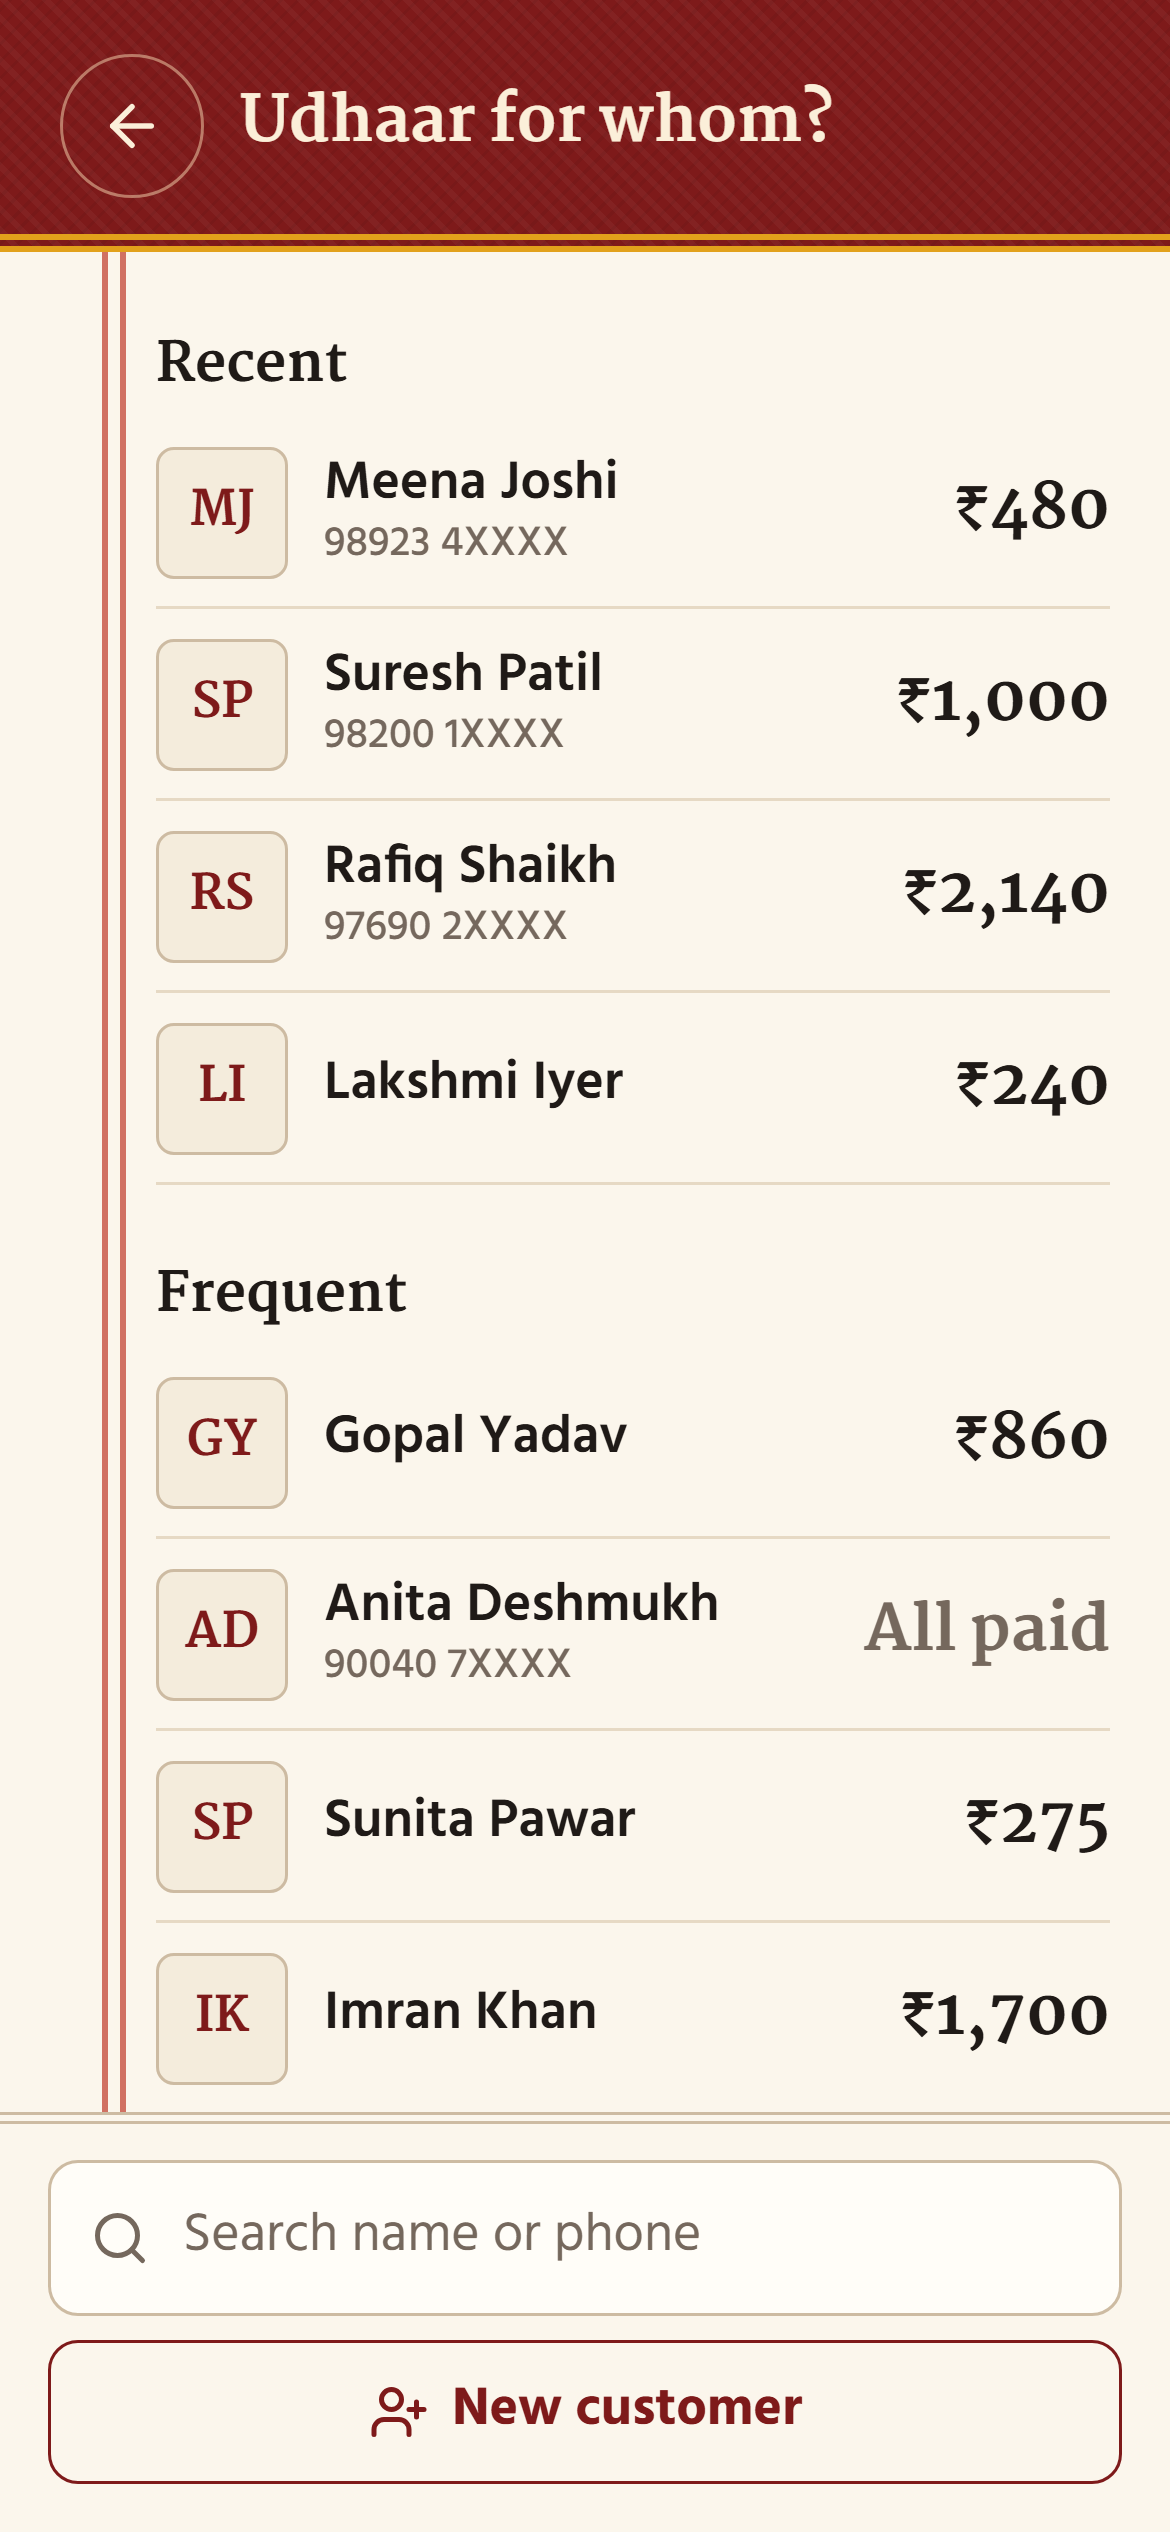 Udhaar for whom?
Recent
MJ
Meena Joshi
98923 4XXXX
₹480
SP
Suresh Patil
98200 1XXXX
₹1,000
RS
Rafiq Shaikh
97690 2XXXX
₹2,140
LI
Lakshmi Iyer
₹240
Frequent
GY
Gopal Yadav
₹860
AD
Anita Deshmukh
90040 7XXXX
All paid
SP
Sunita Pawar
₹275
IK
Imran Khan
₹1,700
Search name or phone
New customer